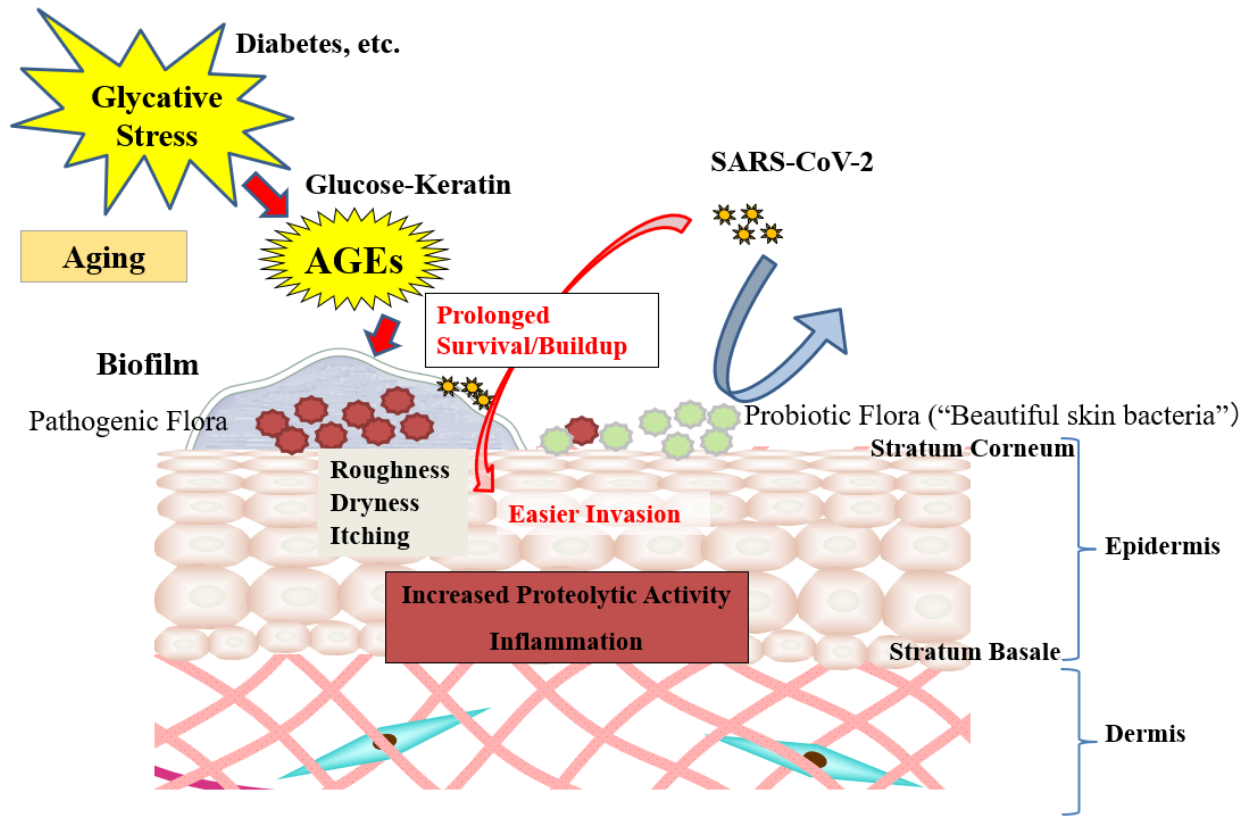 Diabetes, etc.
Glycative
Stress
SARS-CoV-2
Glucose-Keratin
Aging
AGEs
Prolonged
Survival/Buildup
Biofilm
Pathogenic Flora
Probiotic Flora (“Beautiful skin bacteria”)
Stratum Corneum
Roughness
Dryness
Itching
Easier Invasion
Epidermis
Increased Proteolytic Activity
Inflammation
Stratum Basale
Dermis